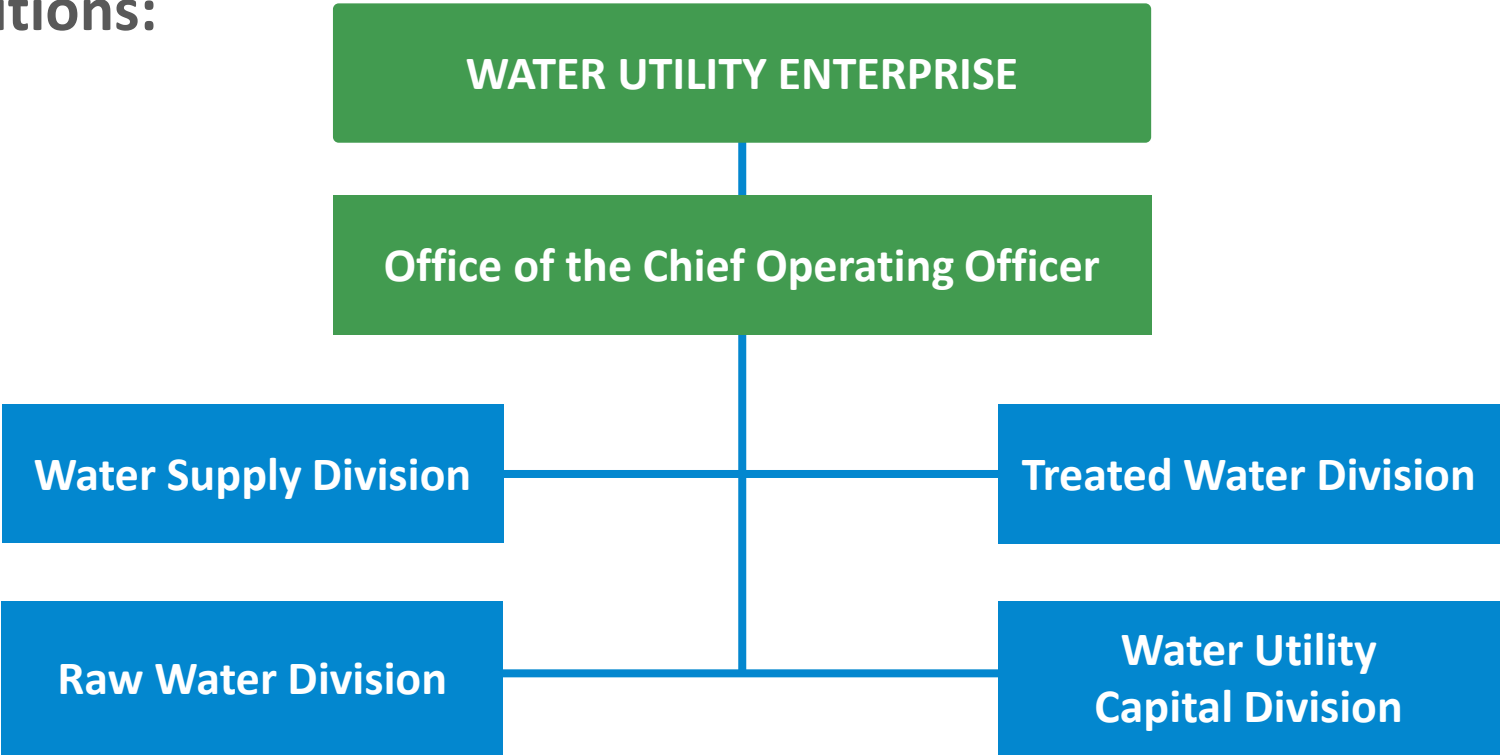 WATER UTILITY ENTERPRISE
Office of the Chief Operating Officer
Water Supply Division
Treated Water Division
Raw Water Division
Water Utility
Capital Division